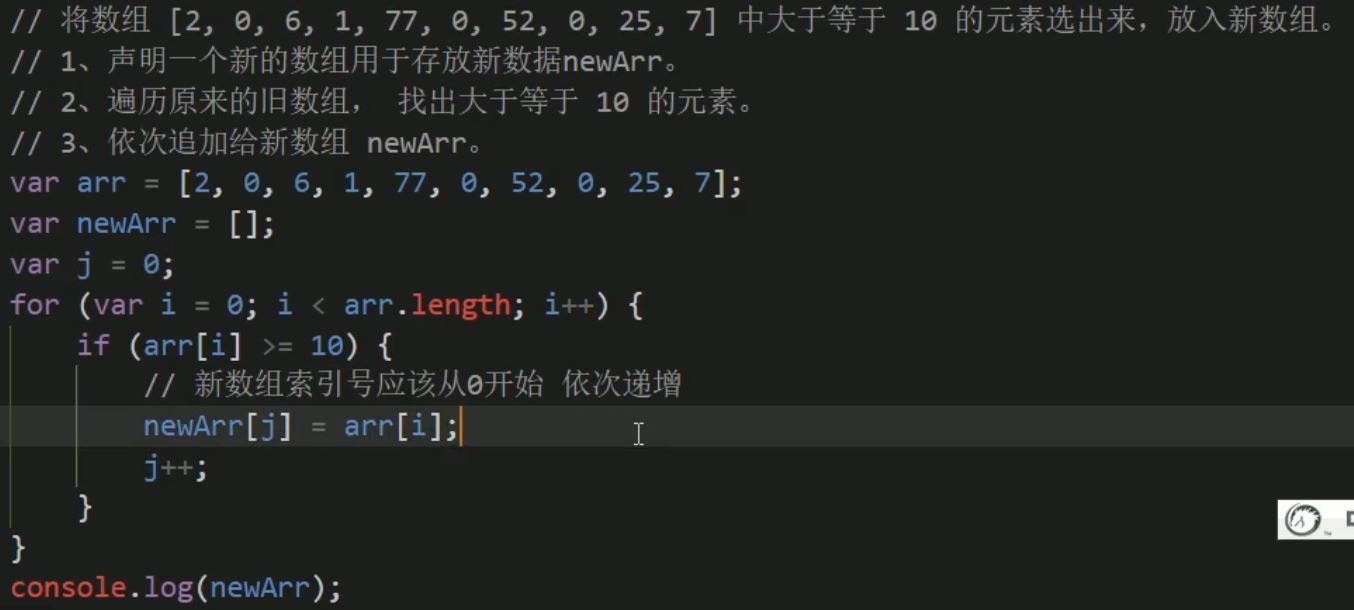 // 将数组 [2, 0, 6, 1, 77, 0, 52, 0, 25, 7] 中大于等于 10 的元素选出来，放入新数组。
// 1、声明一个新的数组用于存放新数据newArr。
// 2、遍历原来的旧数组， 找出大于等于 10 的元素。
// 3、依次追加给新数组 newArr。
var arr = [2, 0, 6, 1, 77, 0, 52, 0, 25, 7];
var newArr = [];
var j = 0;
for (var i = 0; i < arr.length; i++) {
    if (arr[i] >= 10) {
        // 新数组索引号应该从0开始 依次递增
        newArr[j] = arr[i];
        j++;
    }
}
console.log(newArr);